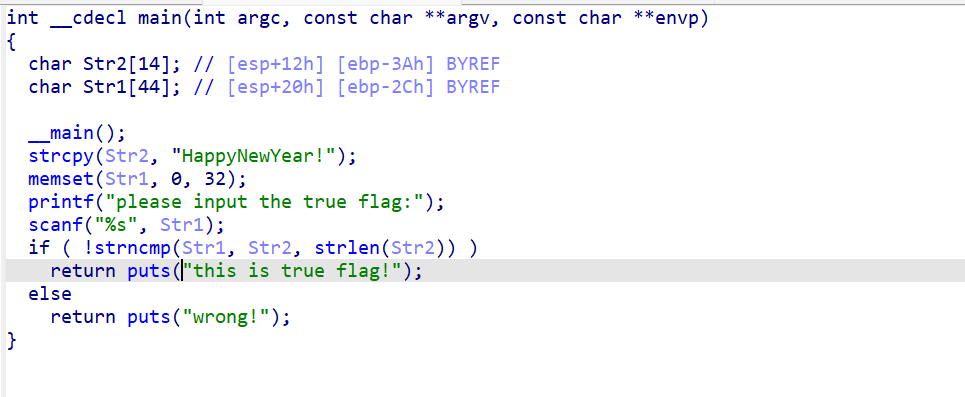 int __cdecl main(int argc, const char **argv, const char **envp)
{
  char Str2[14]; // [esp+12h] [ebp-3Ah] BYREF
  char Str1[44]; // [esp+20h] [ebp-2Ch] BYREF

  __main();
  strcpy(Str2, "HappyNewYear!");
  memset(Str1, 0, 32);
  printf("please input the true flag:");
  scanf("%s", Str1);
  if ( !strncmp(Str1, Str2, strlen(Str2)) )
    return puts("this is true flag!");
  else
    return puts("wrong!");
}